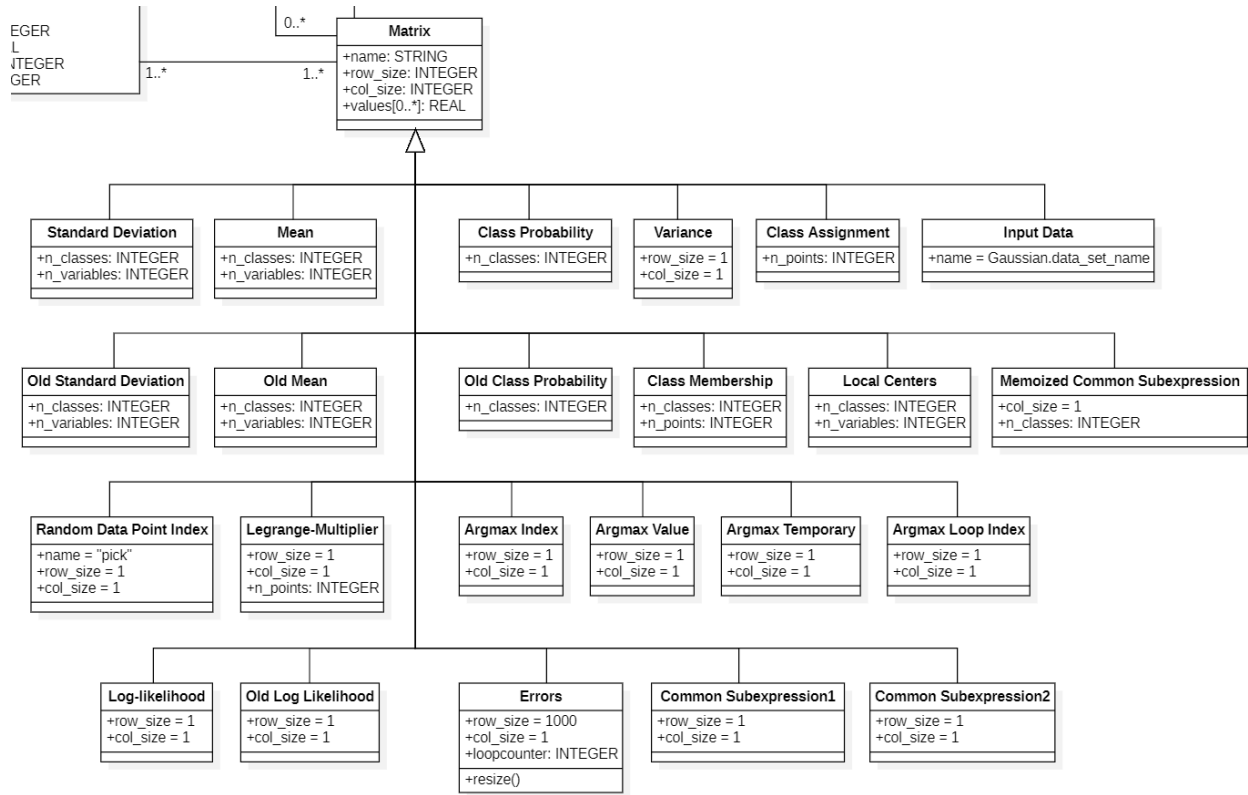 EGER
L
NTEGER
GER
1..*
1..*
0..*
Matrix
+name: STRING
+row_size: INTEGER
+col_size: INTEGER
+values[0..*]: REAL
Standard Deviation
+n_classes: INTEGER
+n_variables: INTEGER
Mean
+n_classes: INTEGER
+n_variables: INTEGER
Class Probability
+n_classes: INTEGER
Variance
+row_size = 1
+col_size = 1
Class Assignment
+n_points: INTEGER
Input Data
+name = Gaussian.data_set_name
Old Standard Deviation
+n_classes: INTEGER
+n_variables: INTEGER
Old Mean
+n_classes: INTEGER
+n_variables: INTEGER
Old Class Probability
+n_classes: INTEGER
Class Membership
+n_classes: INTEGER
+n_points: INTEGER
Local Centers
+n_classes: INTEGER
+n_variables: INTEGER
Memoized Common Subexpression
+col_size = 1
+n_classes: INTEGER
Random Data Point Index
+name = "pick"
+row_size = 1
+col_size = 1
Legrange-Multiplier
+row_size = 1
+col_size = 1
+n_points: INTEGER
Argmax Index
+row_size = 1
+col_size = 1
Argmax Value
+row_size = 1
+col_size = 1
Argmax Temporary
+row_size = 1
+col_size = 1
Argmax Loop Index
+row_size = 1
+col_size = 1
Log-likelihood
+row_size = 1
+col_size = 1
Old Log Likelihood
+row_size = 1
+col_size = 1
Errors
+row_size = 1000
+col_size = 1
+loopcounter: INTEGER
+resize()
Common Subexpression1
+row_size = 1
+col_size = 1
Common Subexpression2
+row_size = 1
+col_size = 1